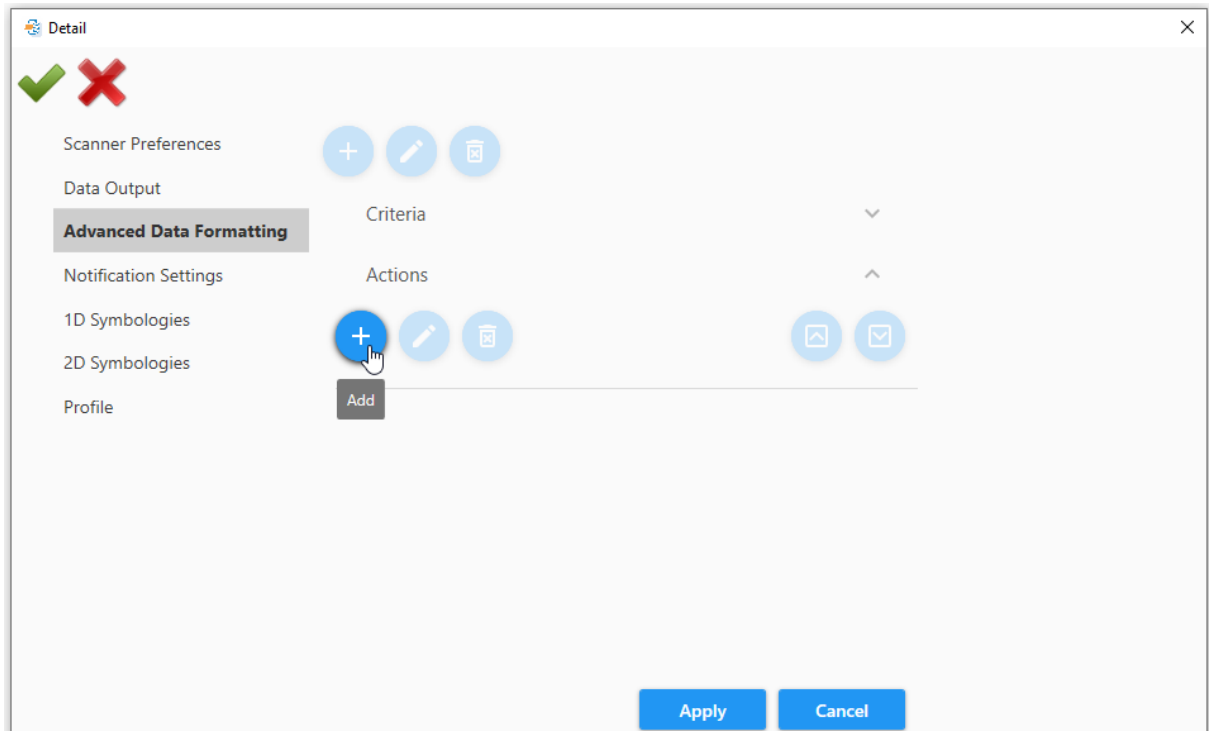 Detail
Scanner Preferences
Data Output
Advanced Data Formatting
Notification Settings
1D Symbologies
2D Symbologies
Profile
Criteria
Actions
Add
Apply
Cancel